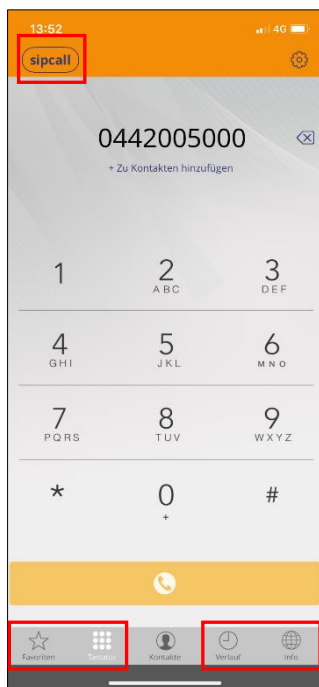 13:52 4G
sipcall
0442005000
+ Zu Kontakten hinzufügen
1 2 3
ABC DEF
4 5 6
GHI JKL MNO
7 8 9
PQRS TUV WXYZ
* 0 #
+
Favoriten Tastatur Kontakte Verlauf Info